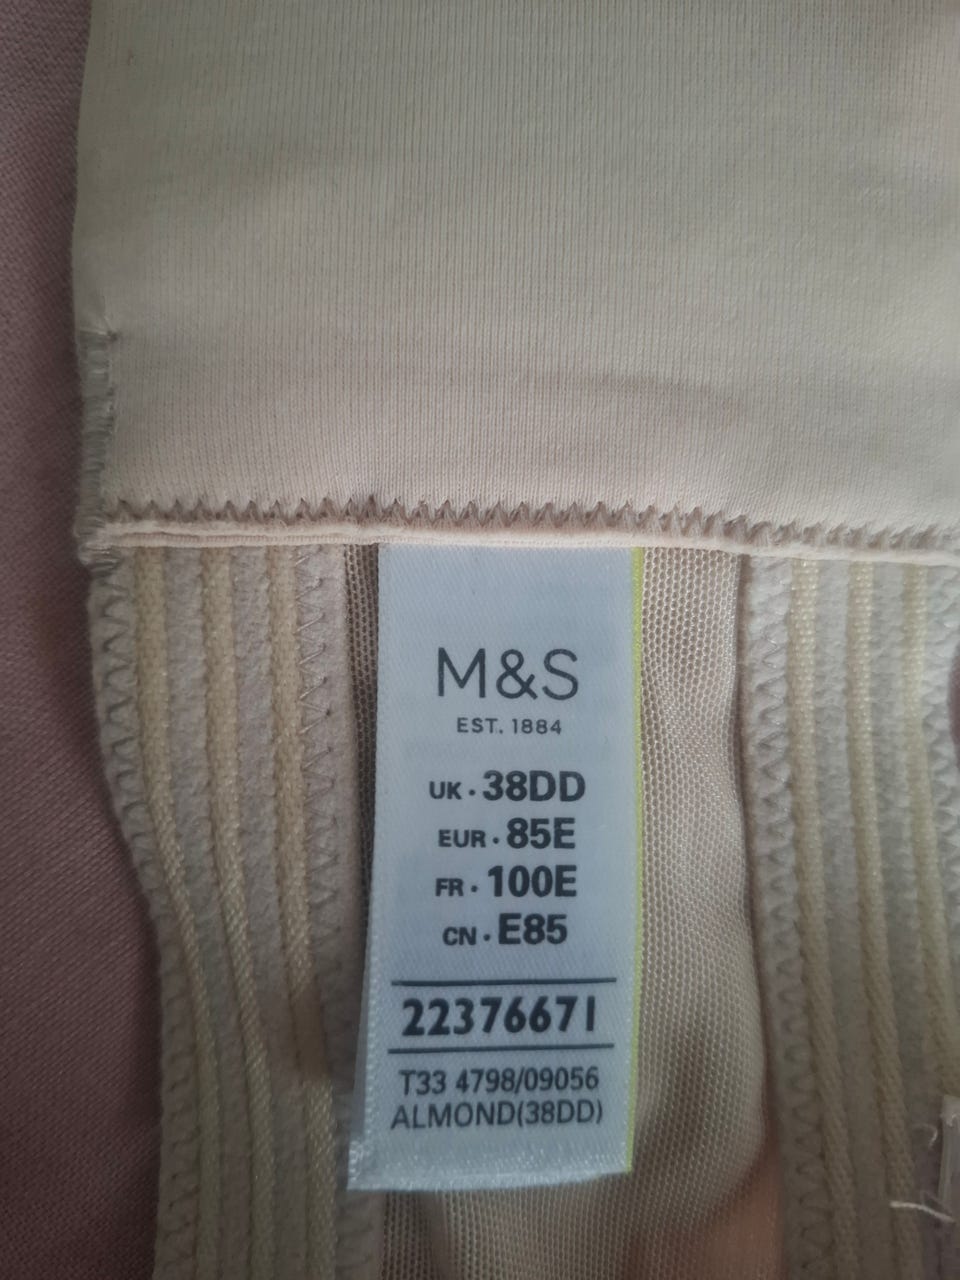 M&S
EST. 1884
UK · 38DD
EUR · 85E
FR · 100E
CN · E85
22376671
T33 4798/09056
ALMOND(38DD)